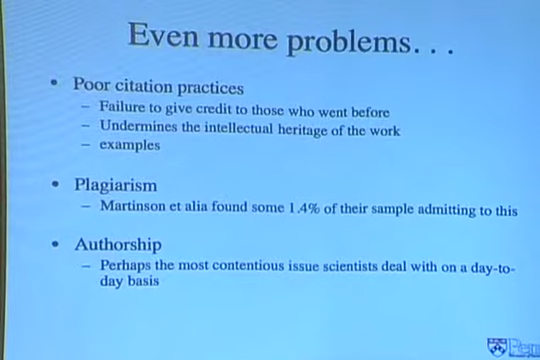 Even more problems. . .
• Poor citation practices
– Failure to give credit to those who went before
– Undermines the intellectual heritage of the work
– examples
• Plagiarism
– Martinson et alia found some 1.4% of their sample admitting to this
• Authorship
– Perhaps the most contentious issue scientists deal with on a day-to-
day basis
Penn